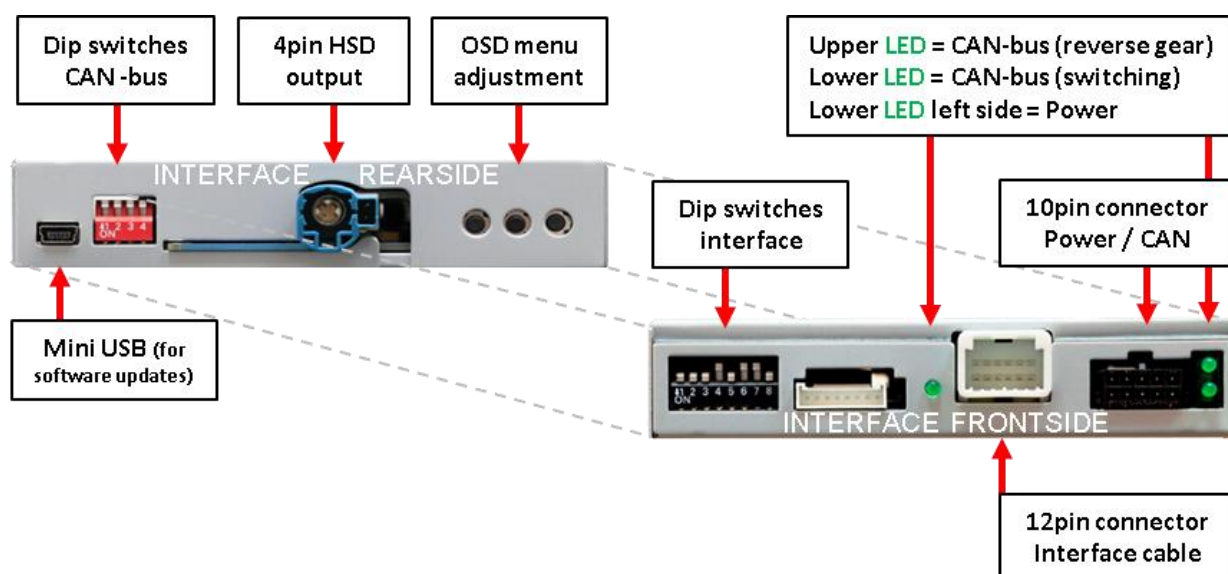 Dip switches
CAN -bus
4pin HSD
output
OSD menu
adjustment
Upper LED = CAN-bus (reverse gear)
Lower LED = CAN-bus (switching)
Lower LED left side = Power
INTERFACE REARSIDE
1 2 3 4
ON
Dip switches
interface
10pin connector
Power / CAN
Mini USB (for
software updates)
1 2 3 4 5 6 7 8
ON
INTERFACE FRONTSIDE
12pin connector
Interface cable